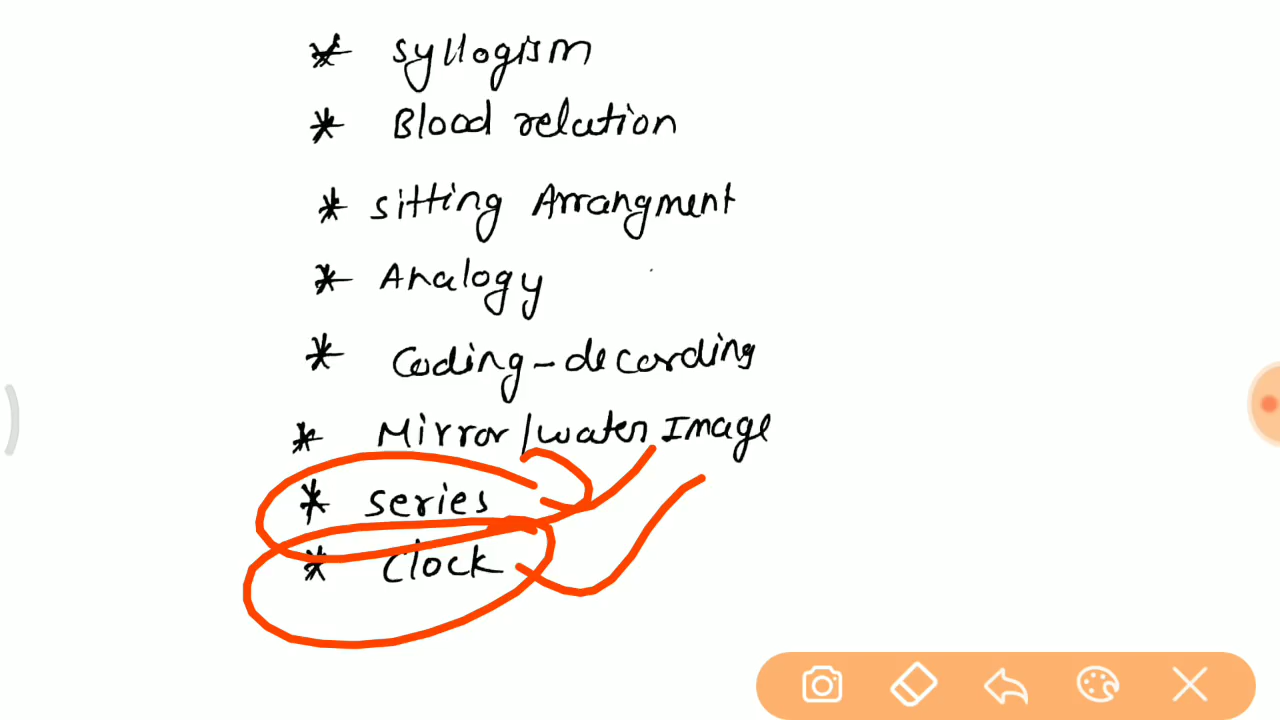 * Syllogism
* Blood relation
* Sitting Arrangment
* Analogy
* Coding-decording
* Mirror/water Image
* Series
* Clock